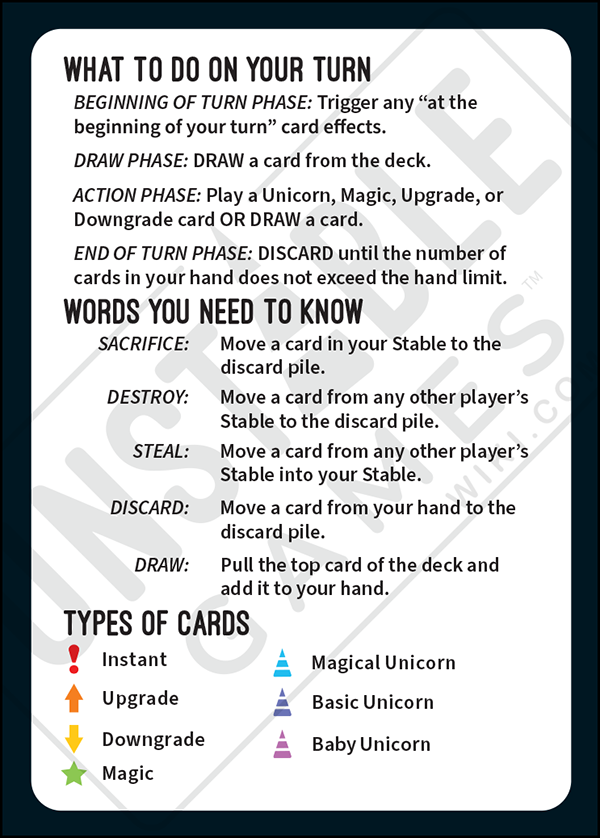 WHAT TO DO ON YOUR TURN
BEGINNING OF TURN PHASE: Trigger any “at the
beginning of your turn” card effects.
DRAW PHASE: DRAW a card from the deck.
ACTION PHASE: Play a Unicorn, Magic, Upgrade, or
Downgrade card OR DRAW a card.
END OF TURN PHASE: DISCARD until the number of
cards in your hand does not exceed the hand limit.
WORDS YOU NEED TO KNOW
SACRIFICE: Move a card in your Stable to the
discard pile.
DESTROY: Move a card from any other player’s
Stable to the discard pile.
STEAL: Move a card from any other player’s
Stable into your Stable.
DISCARD: Move a card from your hand to the
discard pile.
DRAW: Pull the top card of the deck and
add it to your hand.
TYPES OF CARDS
Instant
Upgrade
Downgrade
Magic
Magical Unicorn
Basic Unicorn
Baby Unicorn
UNSTABLE
GAMES™
WIKI.CO